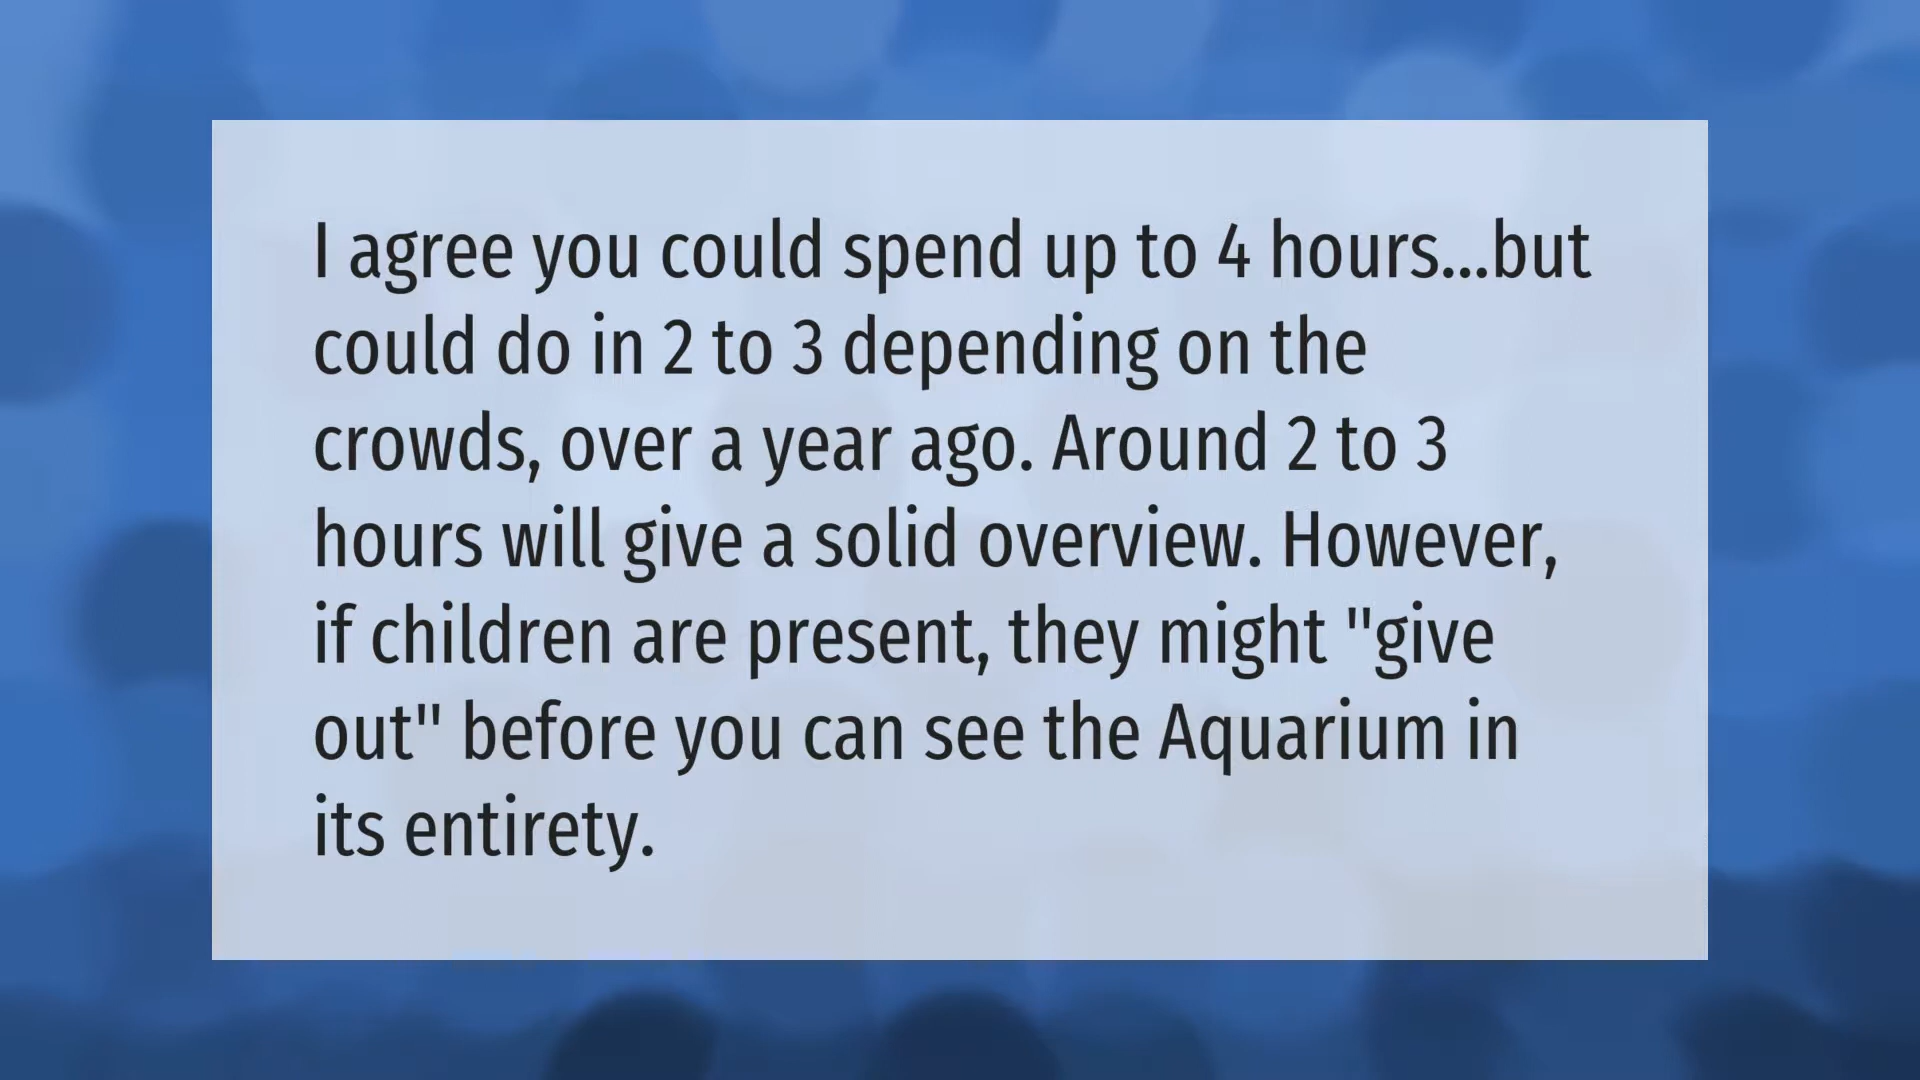 I agree you could spend up to 4 hours...but
could do in 2 to 3 depending on the
crowds, over a year ago. Around 2 to 3
hours will give a solid overview. However,
if children are present, they might "give
out" before you can see the Aquarium in
its entirety.